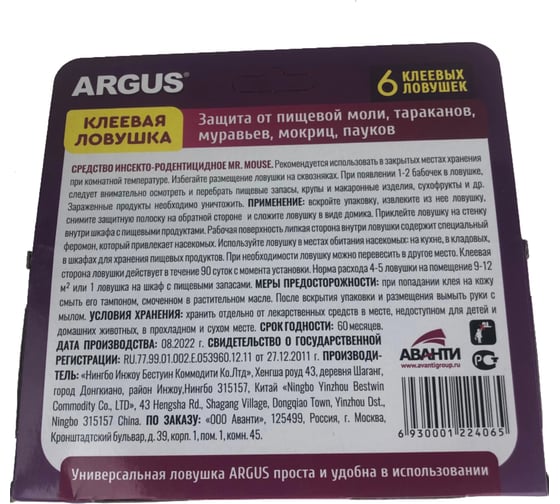 ARGUS®
6 КЛЕЕВЫХ ЛОВУШЕК
КЛЕЕВАЯ ЛОВУШКА
Защита от пищевой моли, тараканов,
муравьев, мокриц, пауков
СРЕДСТВО ИНСЕКТО-РОДЕНТИЦИДНОЕ MR. MOUSE. Рекомендуется использовать в закрытых местах хранения
при комнатной температуре. Избегайте размещение ловушки на сквозняках. При появлении 1-2 бабочек в ловушке,
следует внимательно осмотреть и перебрать пищевые запасы, крупы и макаронные изделия, сухофрукты и др.
Зараженные продукты необходимо уничтожить. ПРИМЕНЕНИЕ: вскройте упаковку, извлеките из нее ловушку,
снимите защитную полоску на обратной стороне и сложите ловушку в виде домика. Приклейте ловушку на стенку
внутри шкафа с пищевыми продуктами. Рабочая поверхность липкая сторона внутри ловушки содержит специальный
феромон, который привлекает насекомых. Используйте ловушку в местах обитания насекомых: на кухне, в кладовых,
в шкафах для хранения пищевых продуктов. При необходимости ловушку можно перевесить в другое место. Клеевая
сторона ловушки действует в течение 90 суток с момента установки. Норма расхода 4-5 ловушки на помещение 9-12
м² или 1 ловушка на шкаф с пищевыми запасами. МЕРЫ ПРЕДОСТОРОЖНОСТИ: при попадании клея на кожу
смыть его тампоном, смоченном в растительное масле. После вскрытия упаковки и размещения вымыть руки с
мылом. УСЛОВИЯ ХРАНЕНИЯ: хранить отдельно от лекарственных средств в месте, недоступном для детей и
домашних животных, в прохладном и сухом месте. СРОК ГОДНОСТИ: 60 месяцев.
ДАТА ПРОИЗВОДСТВА: 08.2022 г. СВИДЕТЕЛЬСТВО О ГОСУДАРСТВЕННОЙ
РЕГИСТРАЦИИ: RU.77.99.01.002.E.053960.12.11 от 27.12.2011 г. ПРОИЗВОДИ-
ТЕЛЬ: «Нингбо Инжоу Бестуин Коммодити Ко.Лтд», Хенгша роуд 43, деревня Шаганг,
город Донгкиано, район Инжоу,Нингбо 315157, Китай «Ningbo Yinzhou Bestwin
Commodity Co., LTD», 43 Hengsha Rd., Shagang Village, Dongqiao Town, Yinzhou Dst.,
Ningbo 315157 China. ПО ЗАКАЗУ: «ООО Аванти», 125499, Россия, г. Москва,
Кронштадтский бульвар, д. 39, корп. 1, пом. 1, комн. 45.
АВАНТИ
www.avantigroup.ru
6 930001 224065
Универсальная ловушка ARGUS проста и удобна в использовании